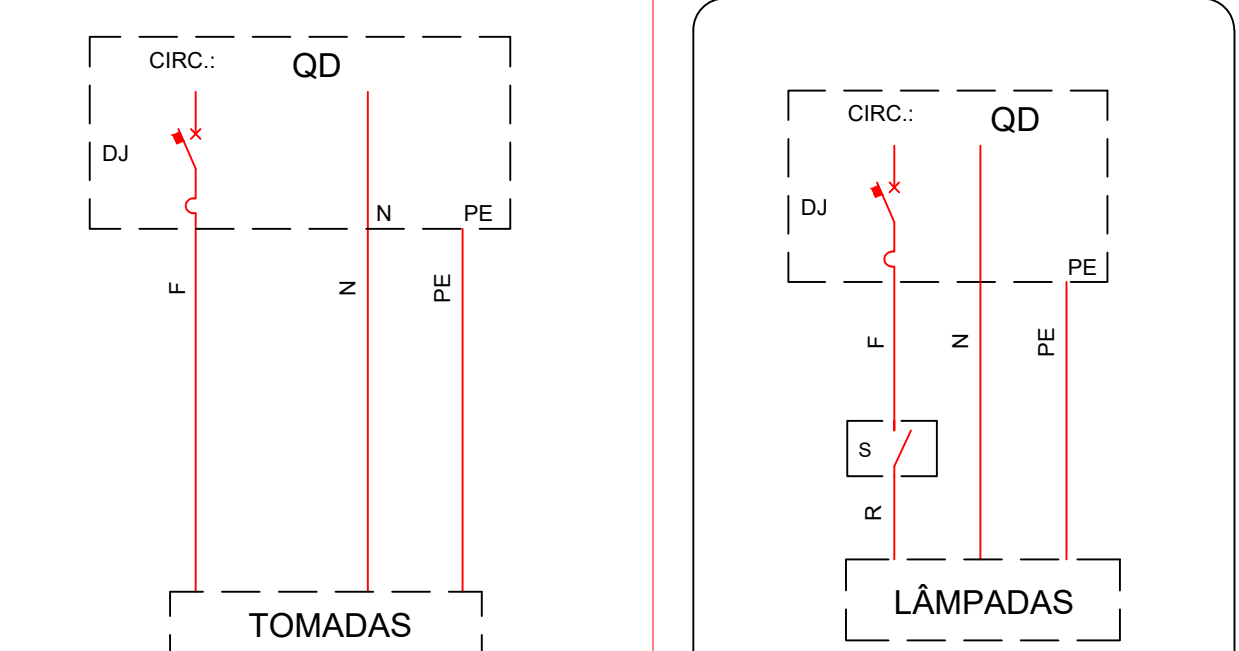 CIRC.: QD
DJ
N PE
F N PE
TOMADAS
CIRC.: QD
DJ
PE
F N PE
S
R
LÂMPADAS